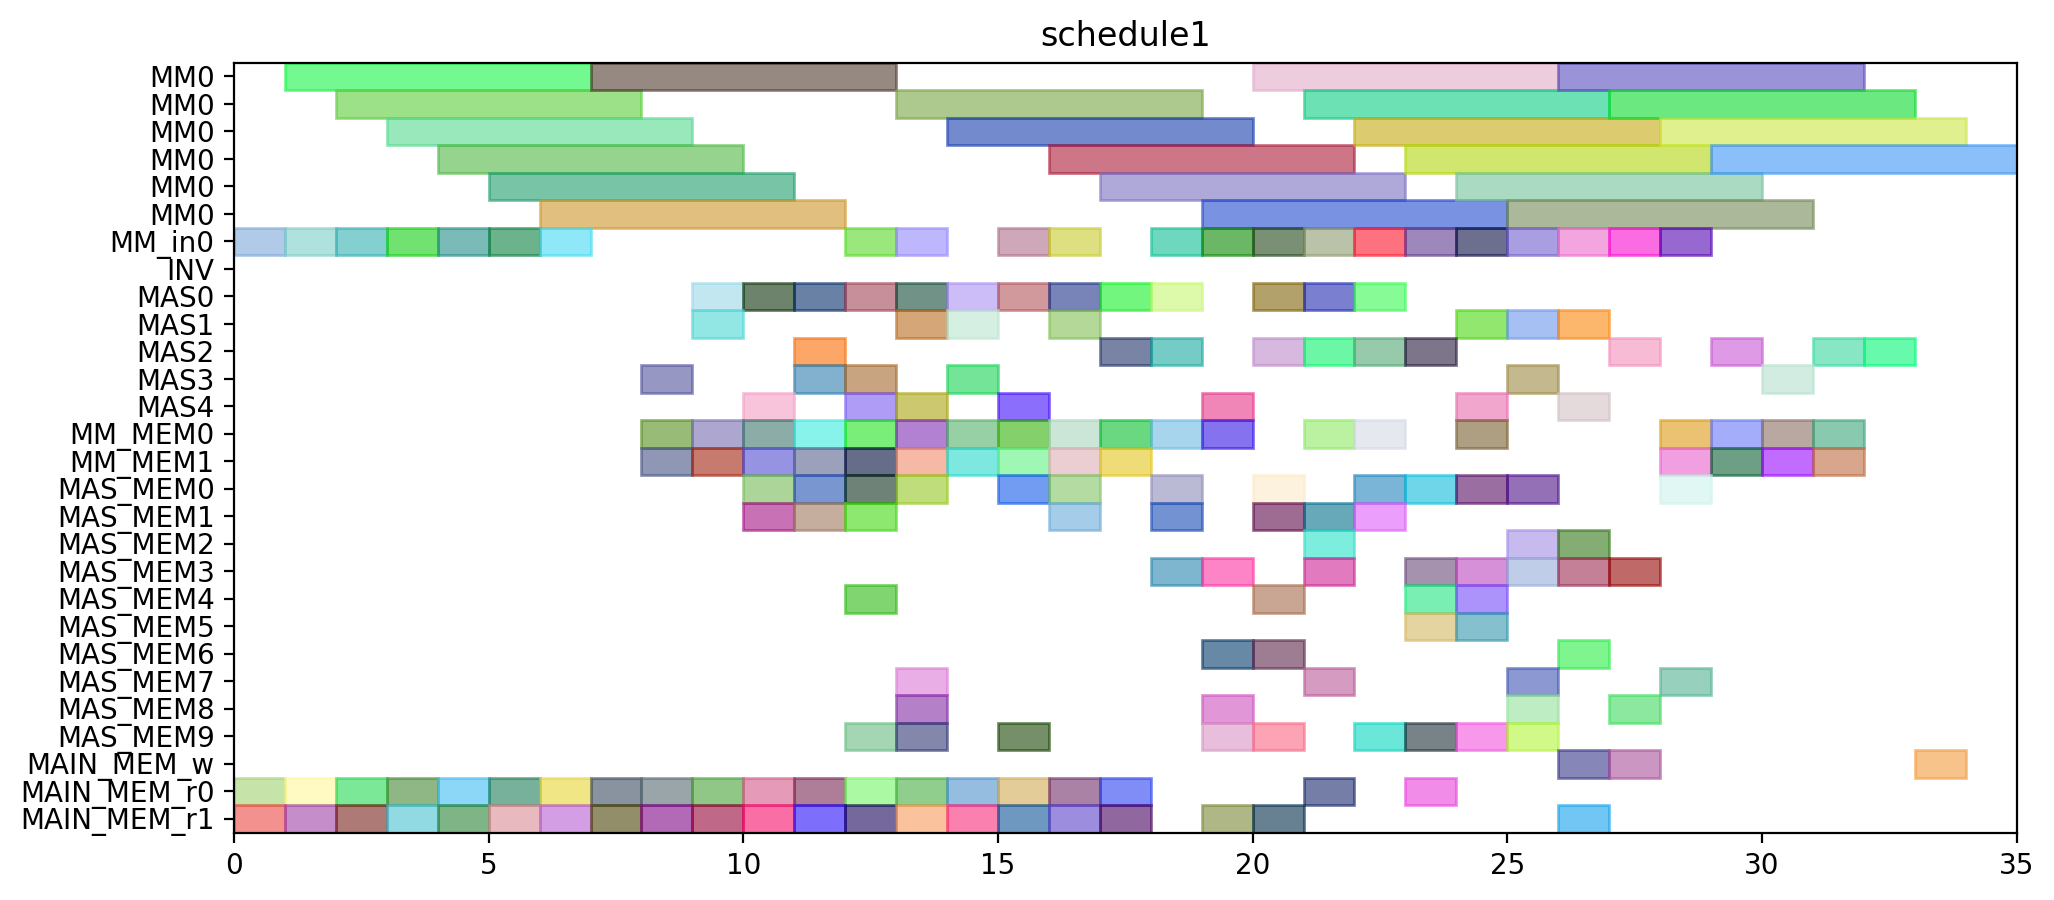 schedule1
MM0
MM0
MM0
MM0
MM0
MM0
MM_in0
INV
MAS0
MAS1
MAS2
MAS3
MAS4
MM_MEM0
MM_MEM1
MAS_MEM0
MAS_MEM1
MAS_MEM2
MAS_MEM3
MAS_MEM4
MAS_MEM5
MAS_MEM6
MAS_MEM7
MAS_MEM8
MAS_MEM9
MAIN_MEM_w
MAIN_MEM_r0
MAIN_MEM_r1
0 5 10 15 20 25 30 35